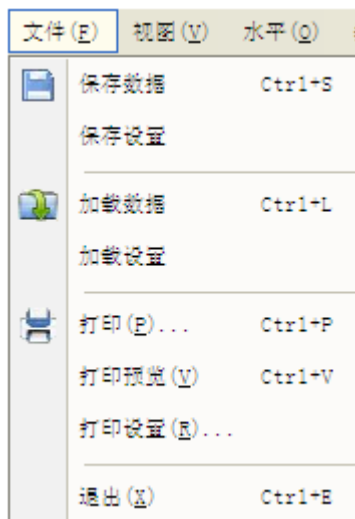 文件(F) 视图(V) 水平(O)
保存数据 Ctrl+S
保存设置
加载数据 Ctrl+L
加载设置
打印(P)... Ctrl+P
打印预览(V) Ctrl+V
打印设置(R)...
退出(X) Ctrl+E